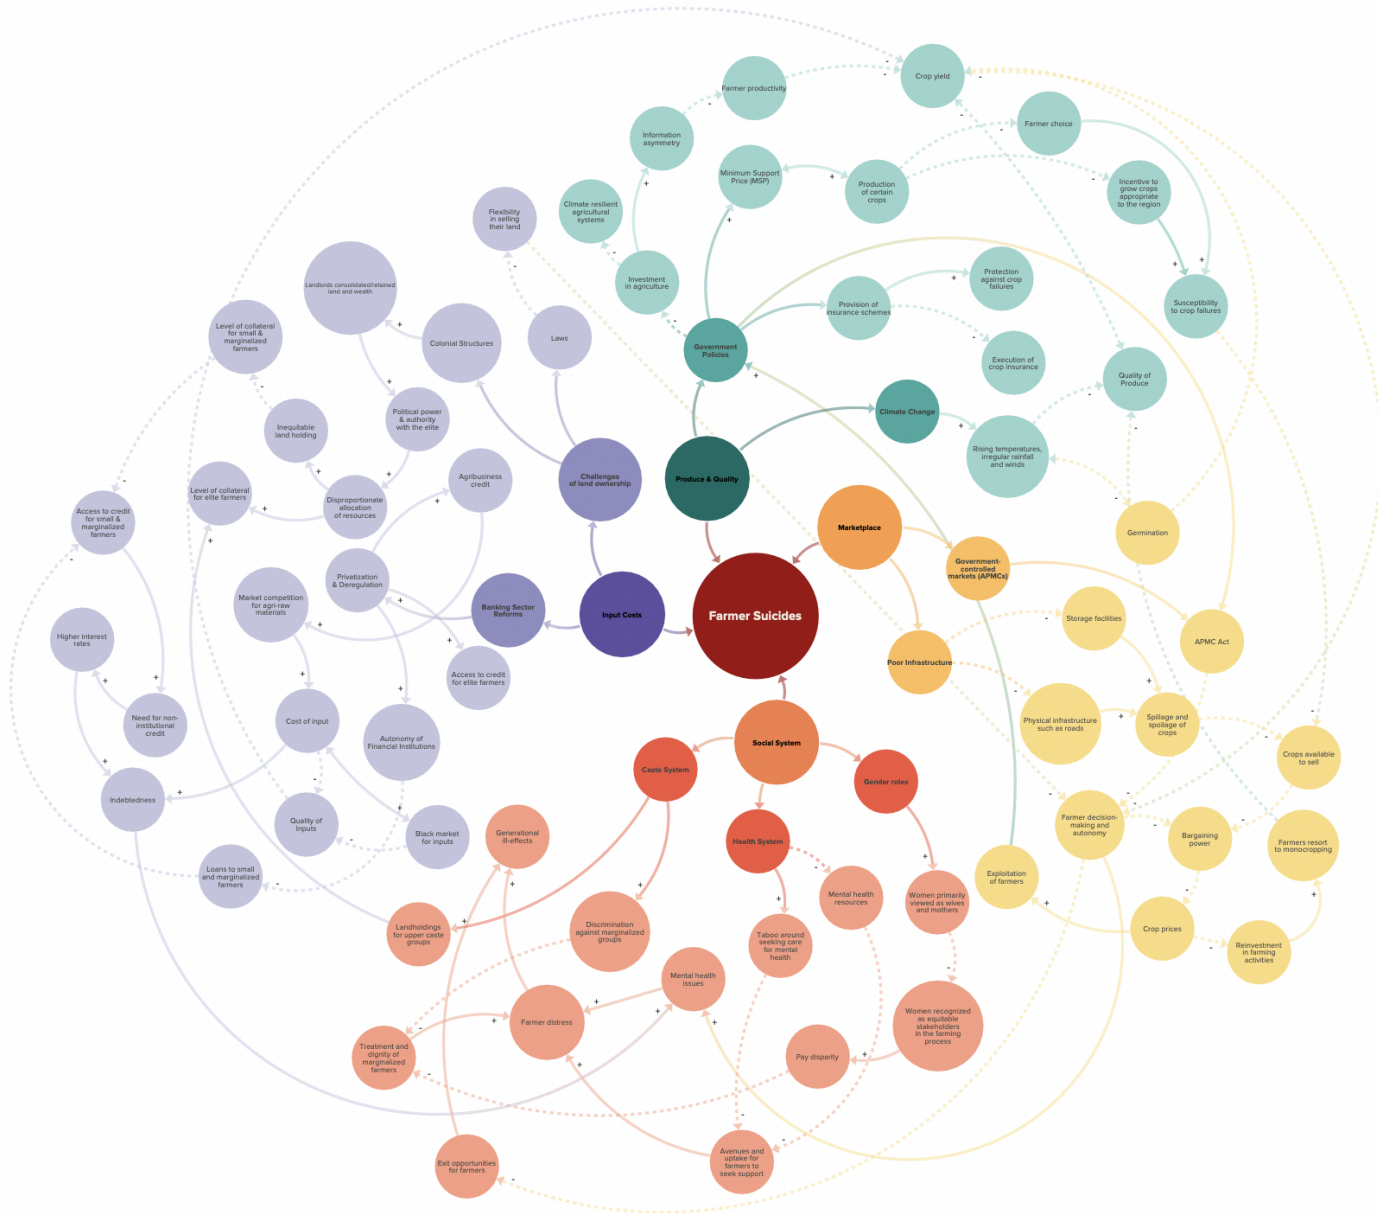 Crop yield
Farmer productivity
Farmer choice
Information
asymmetry
Minimum Support
Price (MSP)
Production
of certain
crops
Incentive to
grow crops
appropriate
to the region
Climate resilient
agricultural
systems
Flexibility
in selling
their land
Investment
in agriculture
Protection
against crop
failures
Provision of
insurance schemes
Susceptibility
to crop failures
Landlords consolidated/retained
land and wealth
Level of collateral
for small &
marginalized
farmers
Colonial Structures
Laws
Government
Policies
Execution of
crop insurance
Quality of
Produce
Political power
& authority
with the elite
Climate Change
Inequitable
land holding
Rising temperatures,
irregular rainfall
and winds
Agribusiness
credit
Challenges
of land ownership
Produce & Quality
Level of collateral
for elite farmers
Disproportionate
allocation
of resources
Access to credit
for small &
marginalized
farmers
Marketplace
Germination
Privatization
& Deregulation
Government-
controlled
markets (APMCs)
Market competition
for agri-raw
materials
Banking Sector
Reforms
Input Costs
Farmer Suicides
Storage facilities
Higher interest
rates
APMC Act
Access to credit
for elite farmers
Poor Infrastructure
Need for non-
institutional
credit
Cost of input
Autonomy of
Financial Institutions
Social System
Physical infrastructure
such as roads
Spillage and
spoilage of
crops
Crops available
to sell
Caste System
Gender roles
Indebtedness
Quality of
Inputs
Black market
for inputs
Generational
ill-effects
Health System
Farmer decision-
making and
autonomy
Bargaining
power
Farmers resort
to monocropping
Loans to small
and marginalized
farmers
Exploitation
of farmers
Mental health
resources
Women primarily
viewed as wives
and mothers
Landholdings
for upper caste
groups
Discrimination
against marginalized
groups
Taboo around
seeking care
for mental
health
Crop prices
Reinvestment
in farming
activities
Mental health
issues
Farmer distress
Women recognized
as equitable
stakeholders
in the farming
process
Treatment and
dignity of
marginalized
farmers
Pay disparity
Exit opportunities
for farmers
Avenues and
uptake for
farmers to
seek support